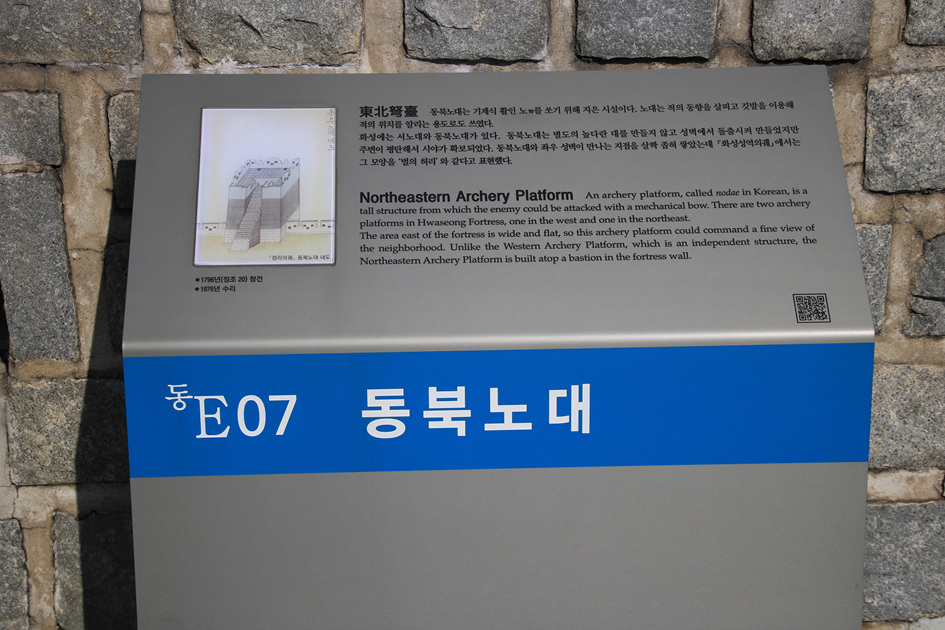 東北弩臺 동북노대는 기계식 활인 노弩를 쏘기 위해 지은 시설이다. 노대는 적의 동향을 살피고 깃발을 이용해
적의 위치를 알리는 용도로도 쓰였다.
화성에는 서노대와 동북노대가 있다. 동북노대는 별도의 높다란 대를 만들지 않고 성벽에서 돌출시켜 만들었지만
주변이 평탄해서 시야가 확보되었다. 동북노대와 좌우 성벽이 만나는 지점을 살짝 좁혀 쌓았는데 「화성성역의궤」에서는
그 모양을 '벌의 허리'와 같다고 표현했다.
Northeastern Archery Platform An archery platform, called nodae in Korean, is a
tall structure from which the enemy could be attacked with a mechanical bow. There are two archery
platforms in Hwaseong Fortress, one in the west and one in the northeast.
The area east of the fortress is wide and flat, so this archery platform could command a fine view of
the neighborhood. Unlike the Western Archery Platform, which is an independent structure, the
Northeastern Archery Platform is built atop a bastion in the fortress wall.
「정리의궤」 동북노대 내도
●1796년(정조 20) 창건
●1876년 수리
동E07 동북노대